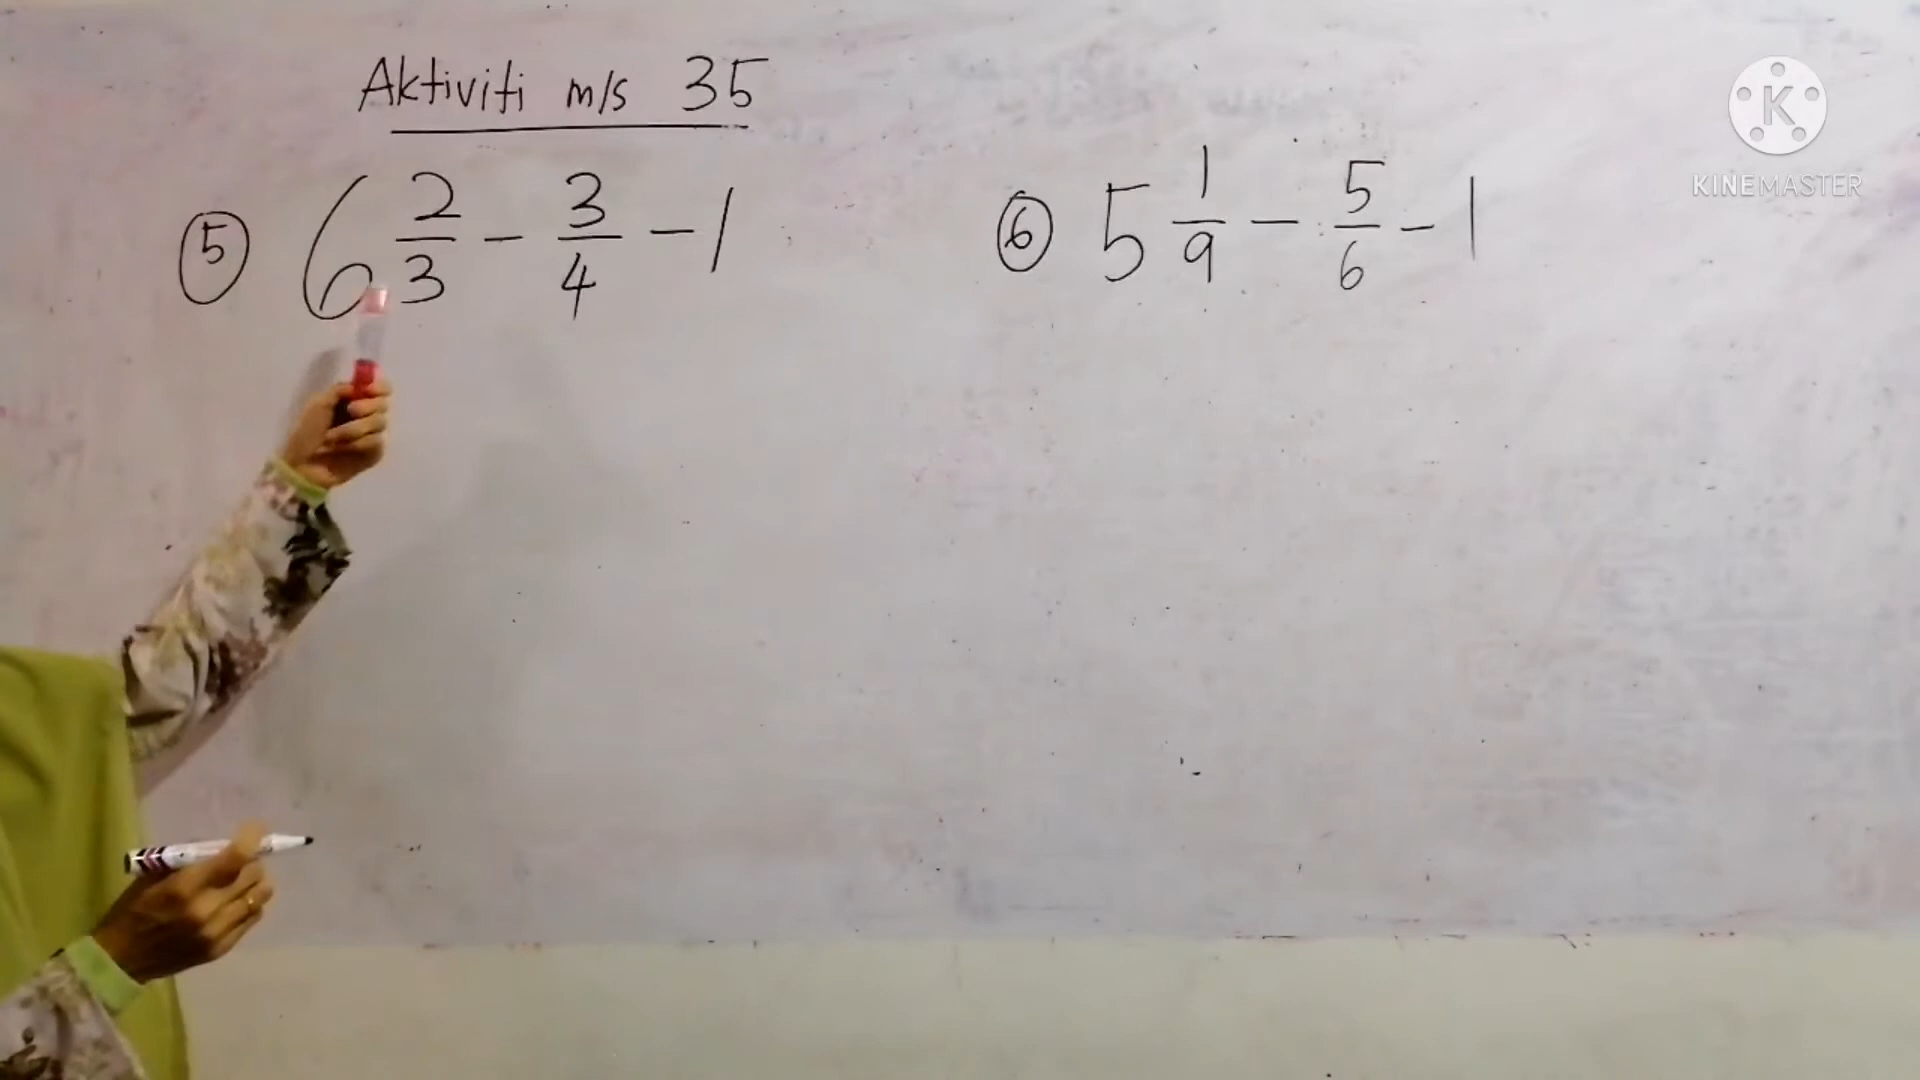 Aktiviti m/s 35
⑤ 6 2/3 - 3/4 - 1
⑥ 5 1/9 - 5/6 - 1
K
KINEMASTER